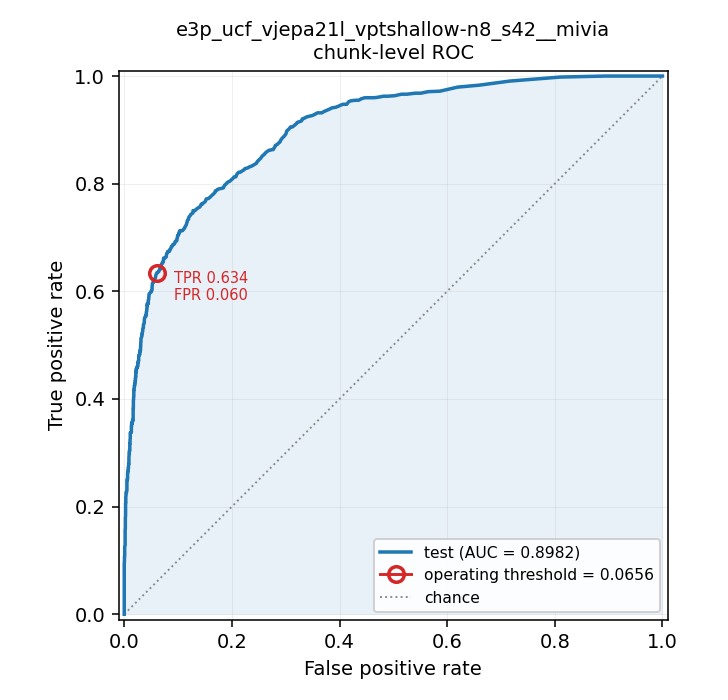 e3p_ucf_vjepa21l_vptshallow-n8_s42__mivia
chunk-level ROC
1.0
0.8
0.6
0.4
0.2
0.0
True positive rate
TPR 0.634
FPR 0.060
test (AUC = 0.8982)
operating threshold = 0.0656
chance
0.0 0.2 0.4 0.6 0.8 1.0
False positive rate